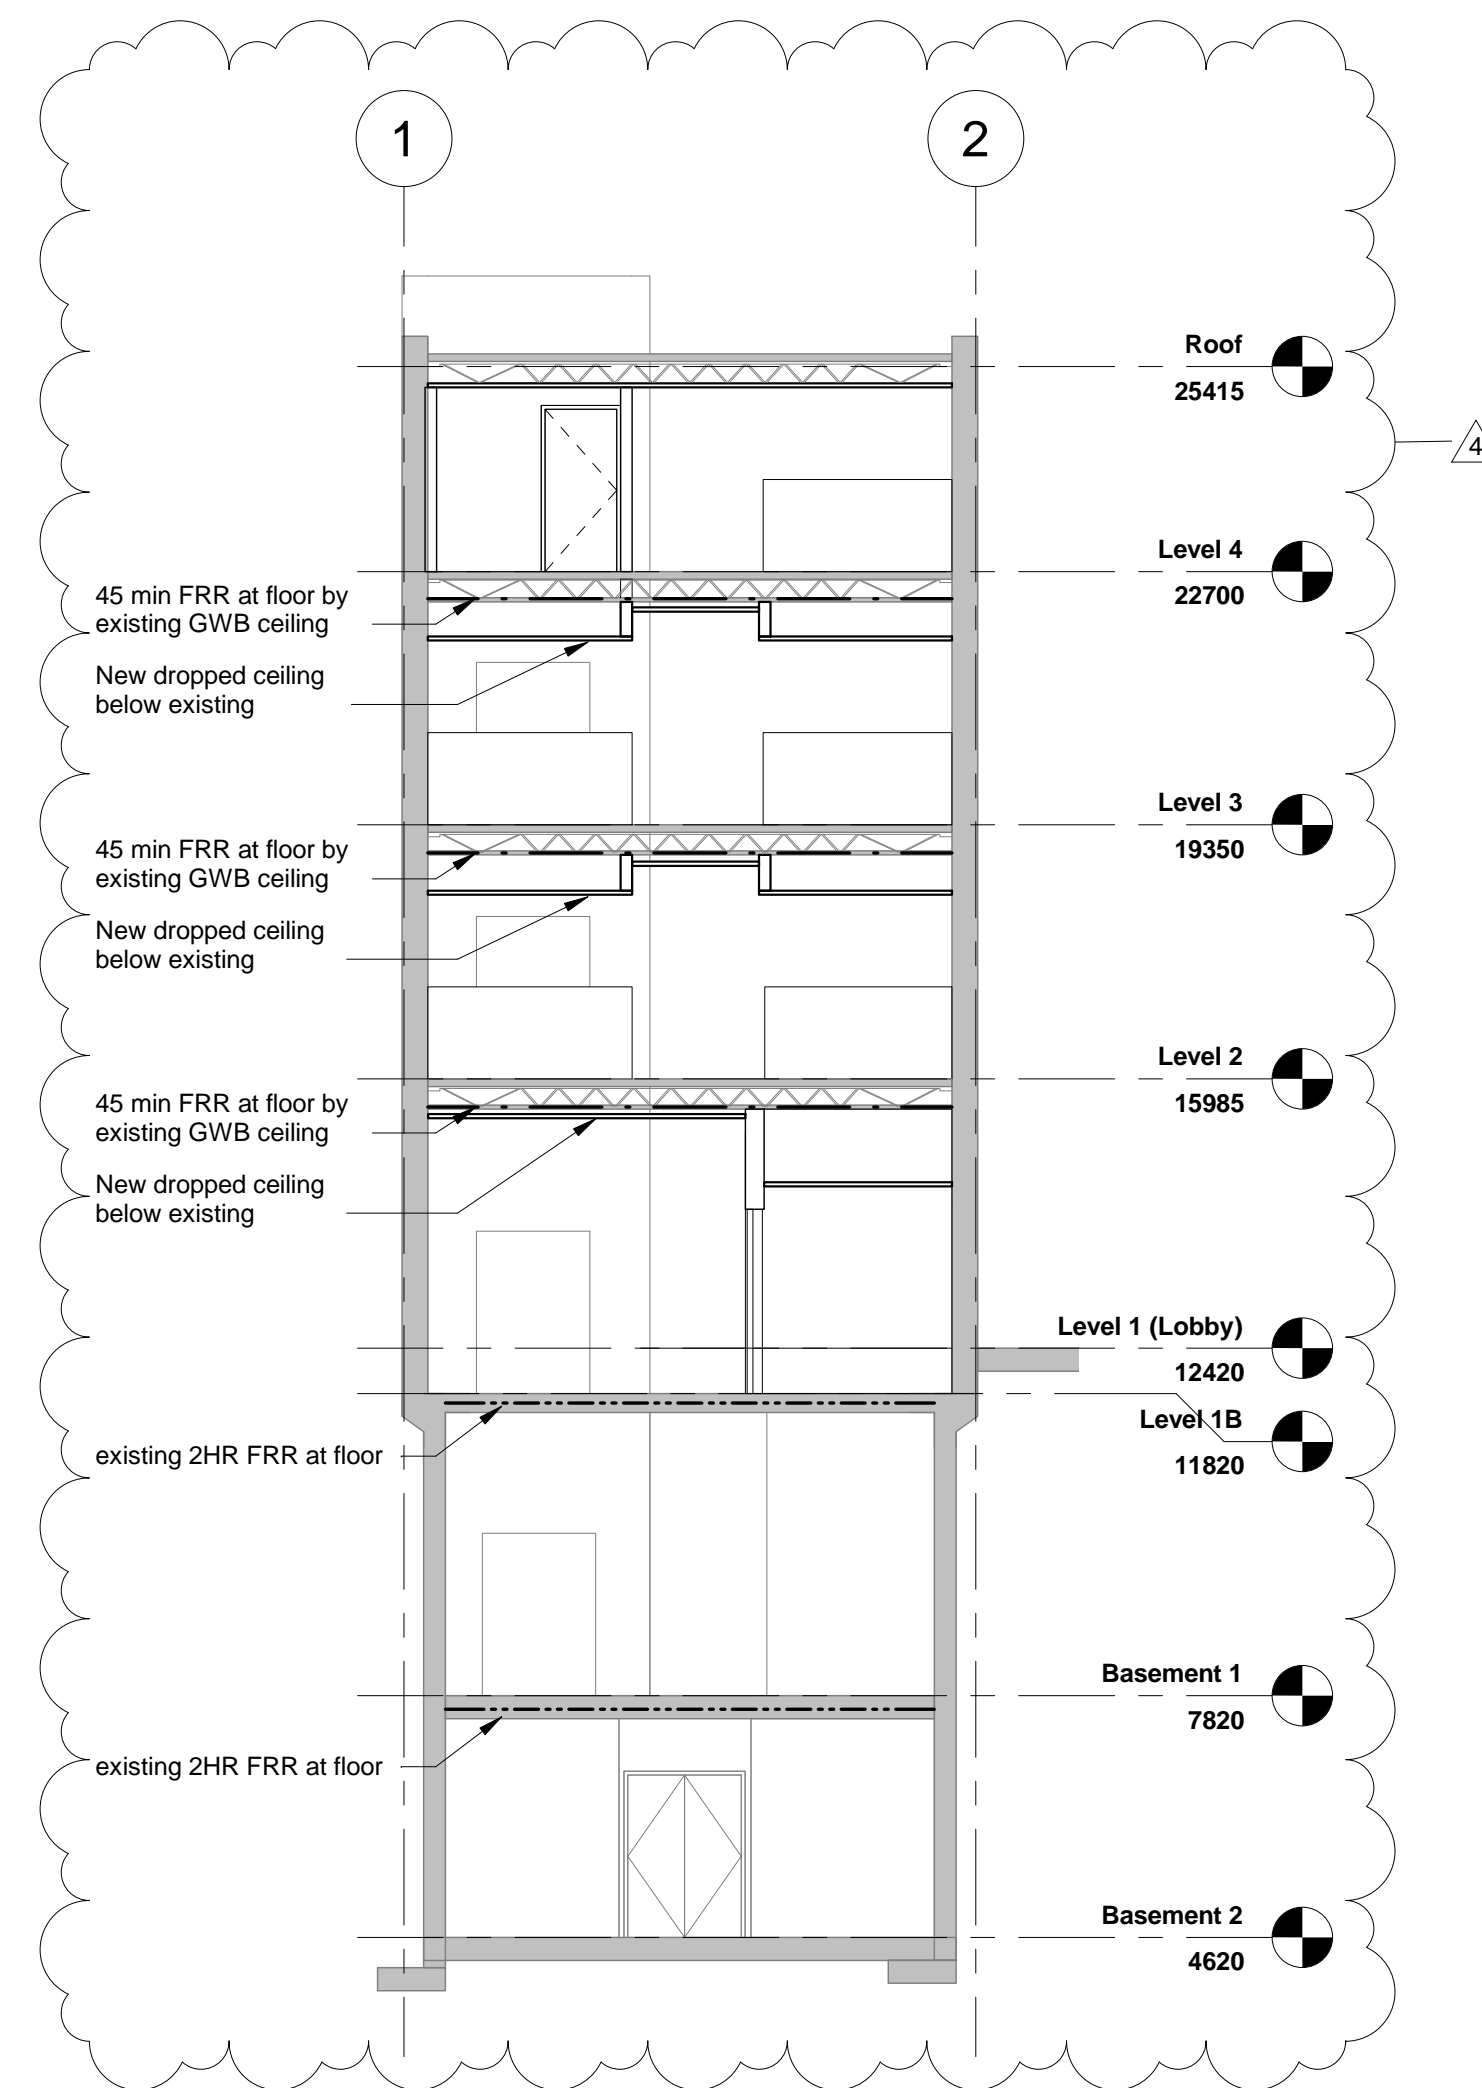 1
2
Roof
25415
4
Level 4
22700
45 min FRR at floor by
existing GWB ceiling
New dropped ceiling
below existing
Level 3
19350
45 min FRR at floor by
existing GWB ceiling
New dropped ceiling
below existing
Level 2
15985
45 min FRR at floor by
existing GWB ceiling
New dropped ceiling
below existing
Level 1 (Lobby)
12420
Level 1B
11820
existing 2HR FRR at floor
Basement 1
7820
existing 2HR FRR at floor
Basement 2
4620